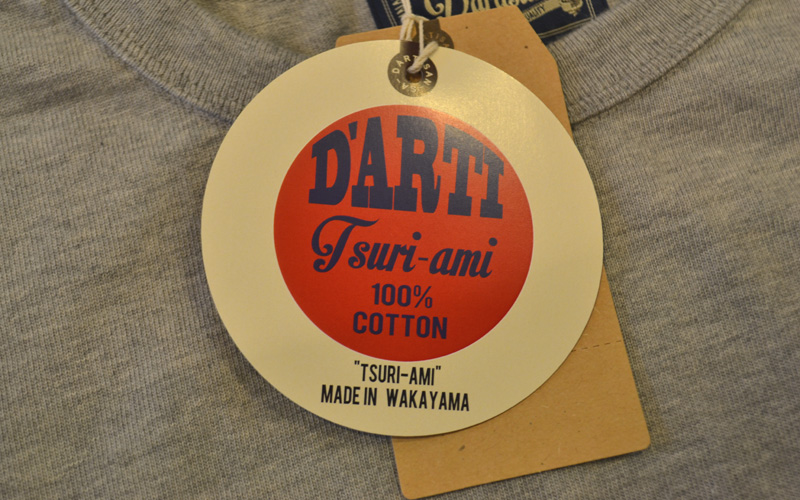 D'ARTI
Tsuri-ami
100%
COTTON
"TSURI-AMI"
MADE IN WAKAYAMA